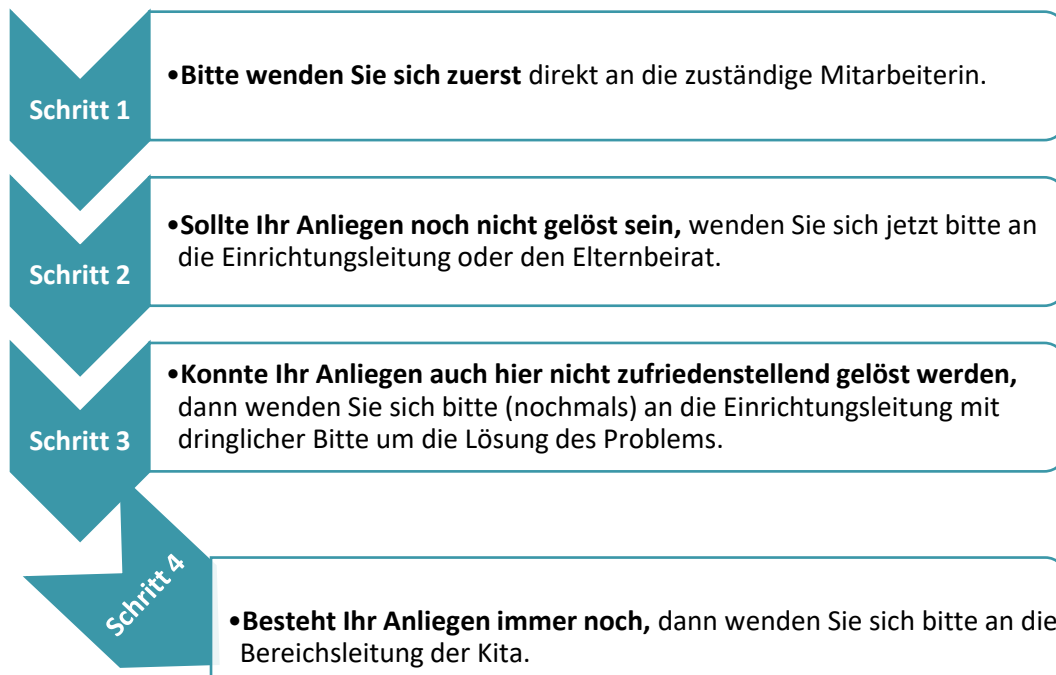 Schritt 1
•Bitte wenden Sie sich zuerst direkt an die zuständige Mitarbeiterin.
Schritt 2
•Sollte Ihr Anliegen noch nicht gelöst sein, wenden Sie sich jetzt bitte an
die Einrichtungsleitung oder den Elternbeirat.
Schritt 3
•Konnte Ihr Anliegen auch hier nicht zufriedenstellend gelöst werden,
dann wenden Sie sich bitte (nochmals) an die Einrichtungsleitung mit
dringlicher Bitte um die Lösung des Problems.
Schritt 4
•Besteht Ihr Anliegen immer noch, dann wenden Sie sich bitte an die
Bereichsleitung der Kita.